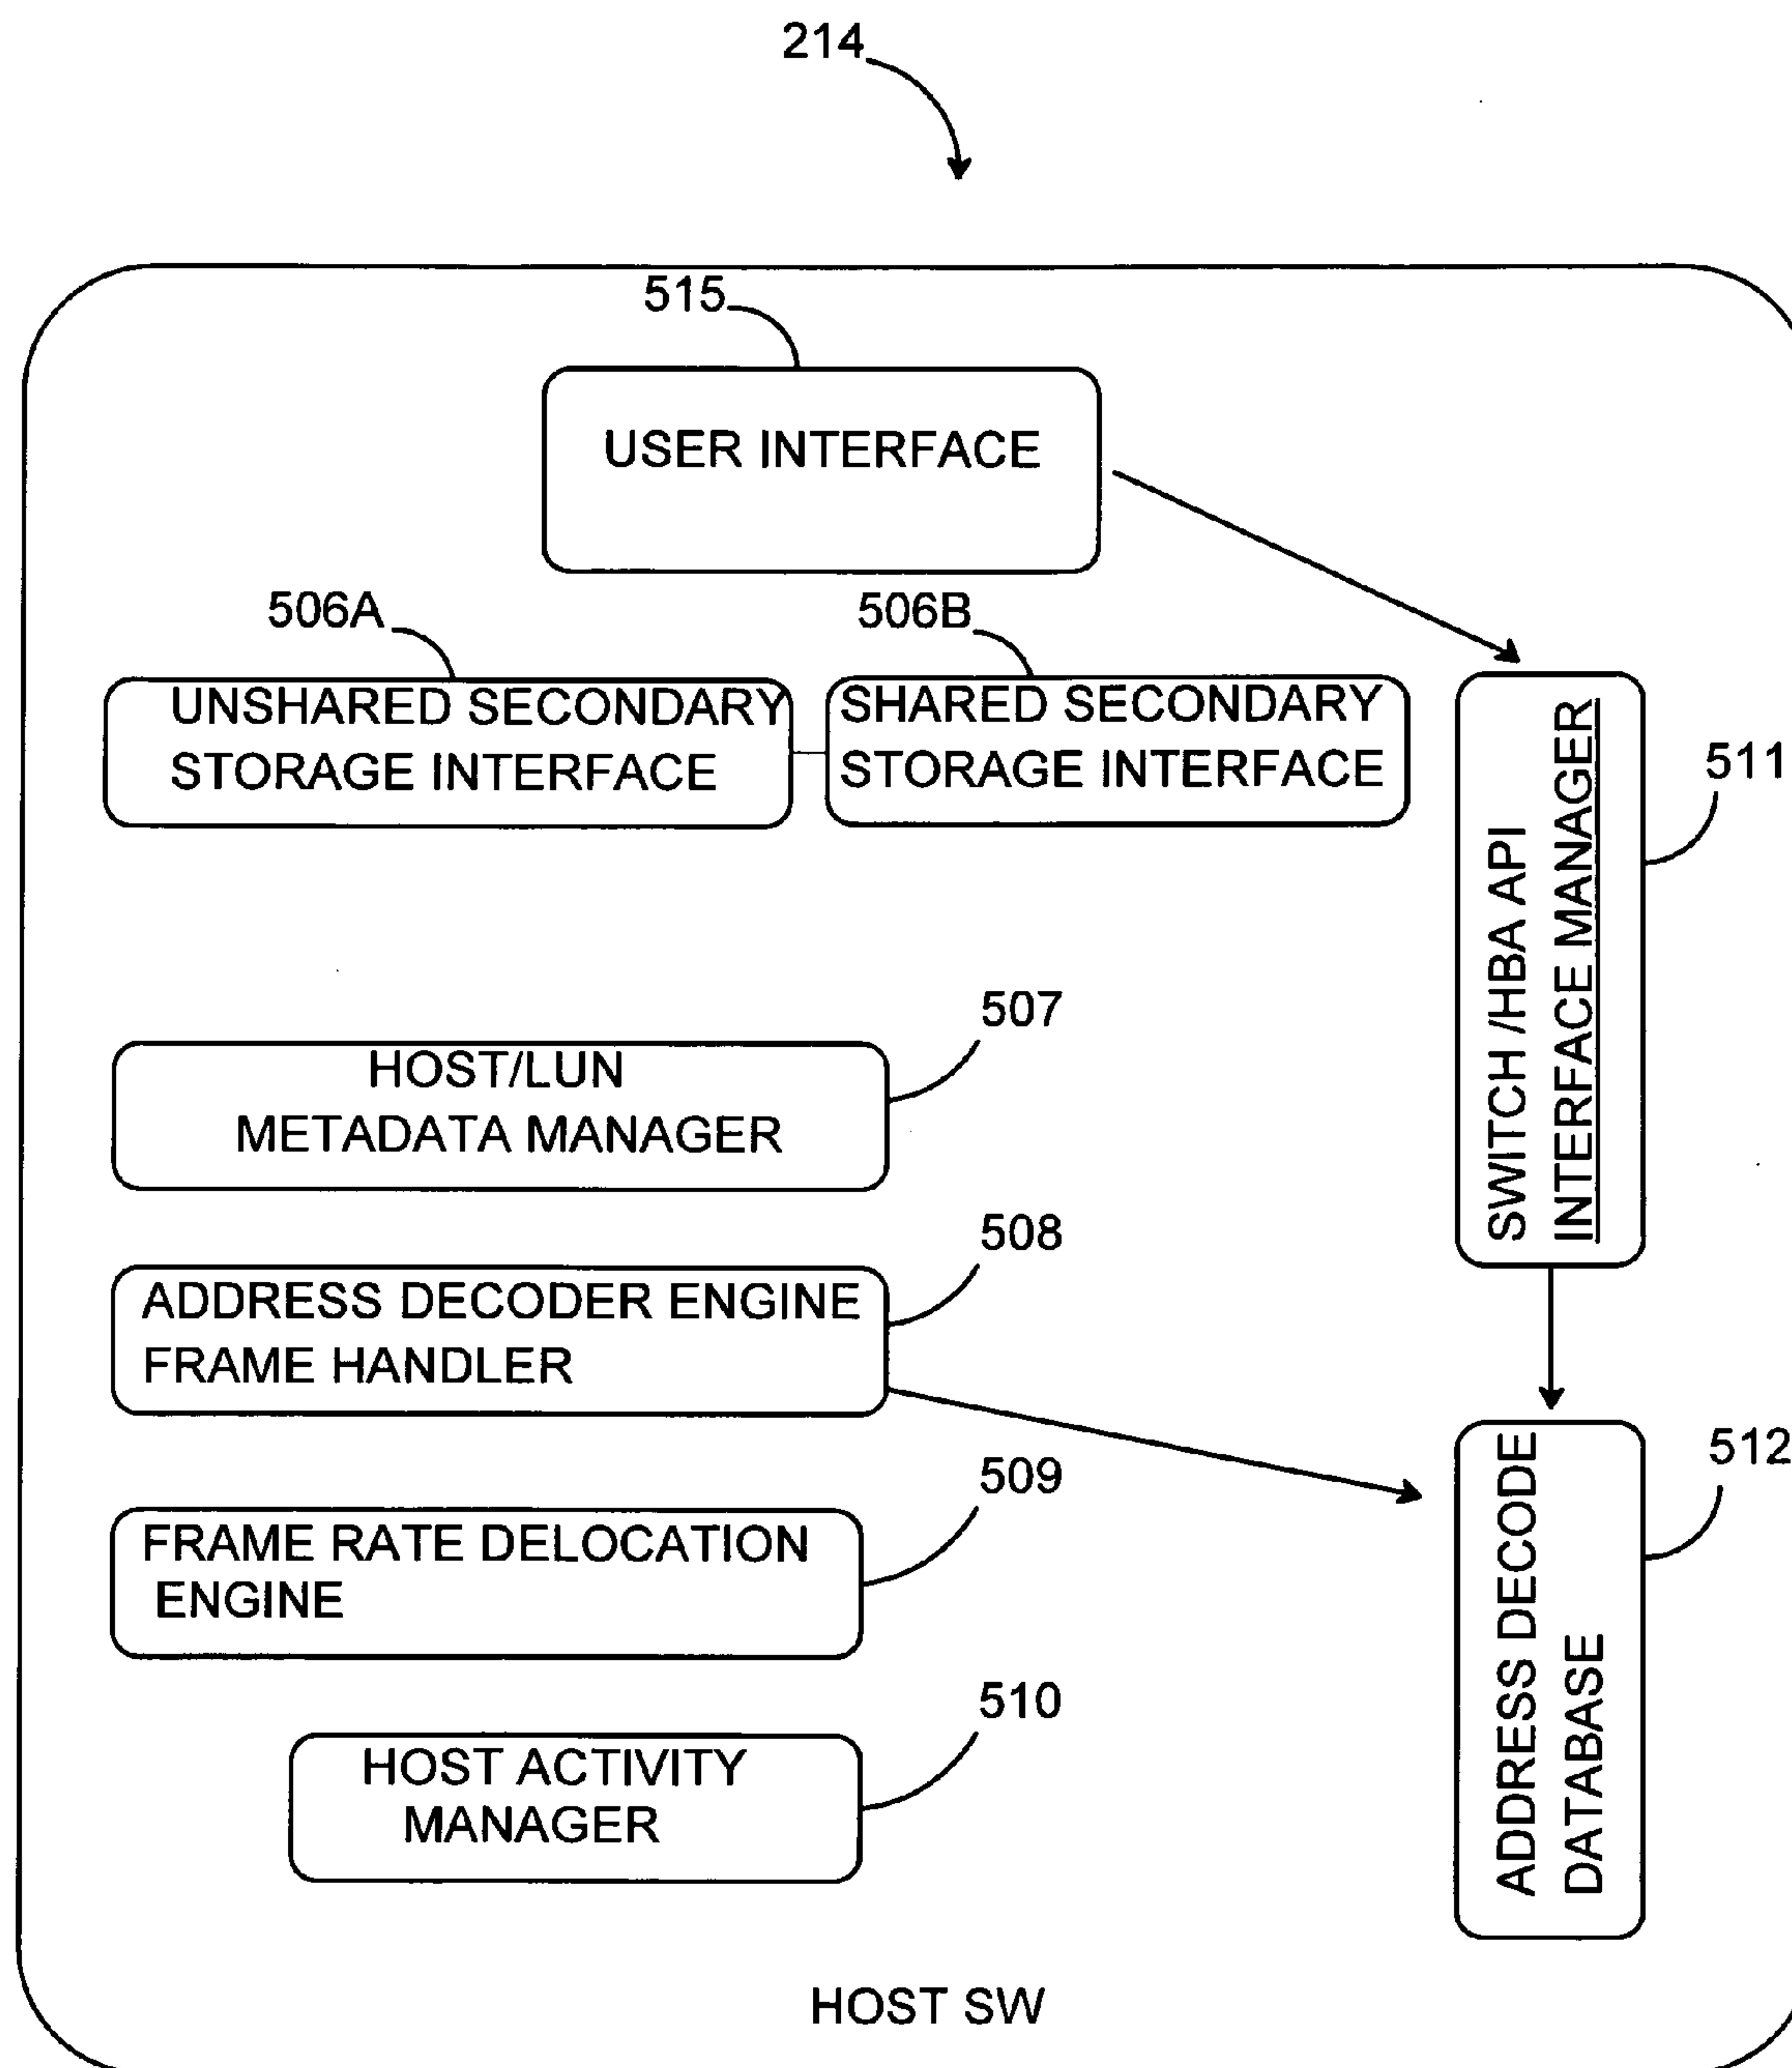 214
515
USER INTERFACE
506A
506B
UNSHARED SECONDARY
STORAGE INTERFACE
SHARED SECONDARY
STORAGE INTERFACE
SWITCH /HBA API
INTERFACE MANAGER
511
507
HOST/LUN
METADATA MANAGER
508
ADDRESS DECODER ENGINE
FRAME HANDLER
509
FRAME RATE DELOCATION
ENGINE
510
HOST ACTIVITY
MANAGER
ADDRESS DECODE
DATABASE
512
HOST SW